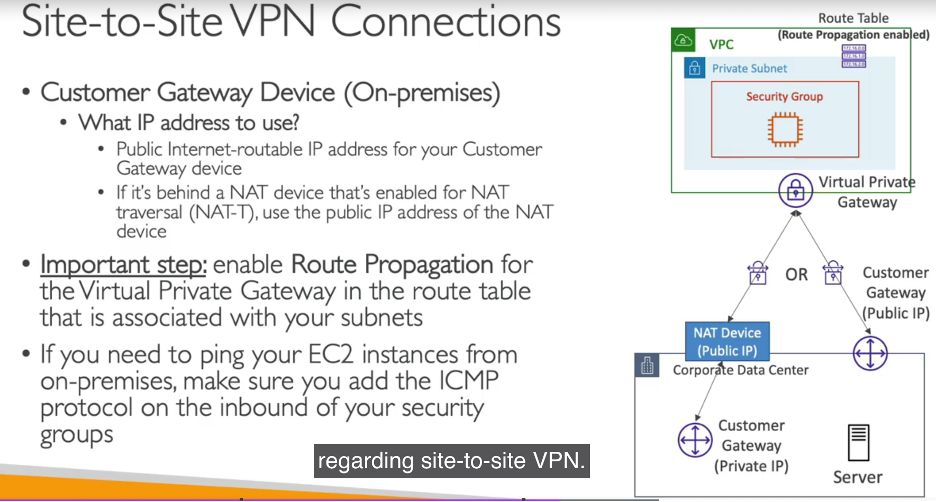 Site-to-Site VPN Connections
• Customer Gateway Device (On-premises)
• What IP address to use?
• Public Internet-routable IP address for your Customer
Gateway device
• If it's behind a NAT device that's enabled for NAT
traversal (NAT-T), use the public IP address of the NAT
device
• Important step: enable Route Propagation for
the Virtual Private Gateway in the route table
that is associated with your subnets
• If you need to ping your EC2 instances from
on-premises, make sure you add the ICMP
protocol on the inbound of your security
groups
Route Table
(Route Propagation enabled)
VPC
Private Subnet
Security Group
Virtual Private
Gateway
OR
Customer
Gateway
(Public IP)
NAT Device
(Public IP)
Corporate Data Center
Customer
Gateway
(Private IP)
Server
regarding site-to-site VPN.